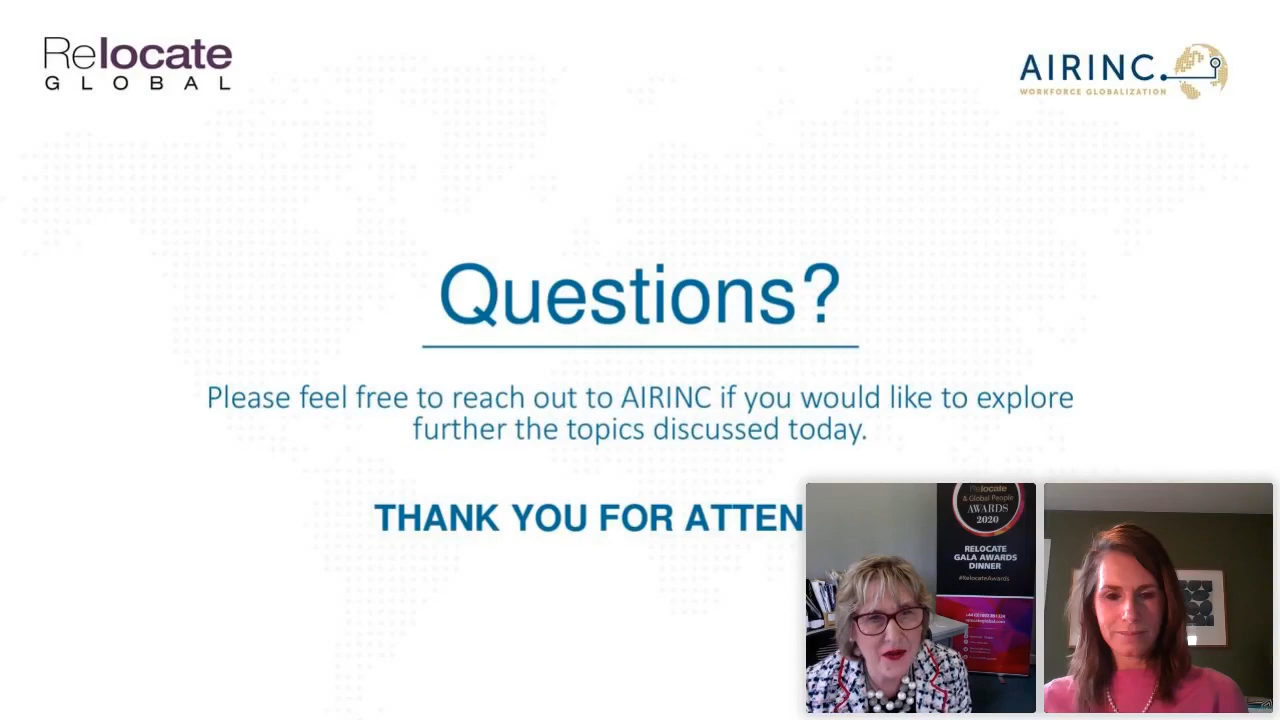 Relocate
GLOBAL
AIRINC.
WORKFORCE GLOBALIZATION
Questions?
Please feel free to reach out to AIRINC if you would like to explore
further the topics discussed today.
THANK YOU FOR ATTEN
Relocate
& Global People
AWARDS
2020
RELOCATE
GALA AWARDS
DINNER
#RelocateAwards
relocateglobal.com